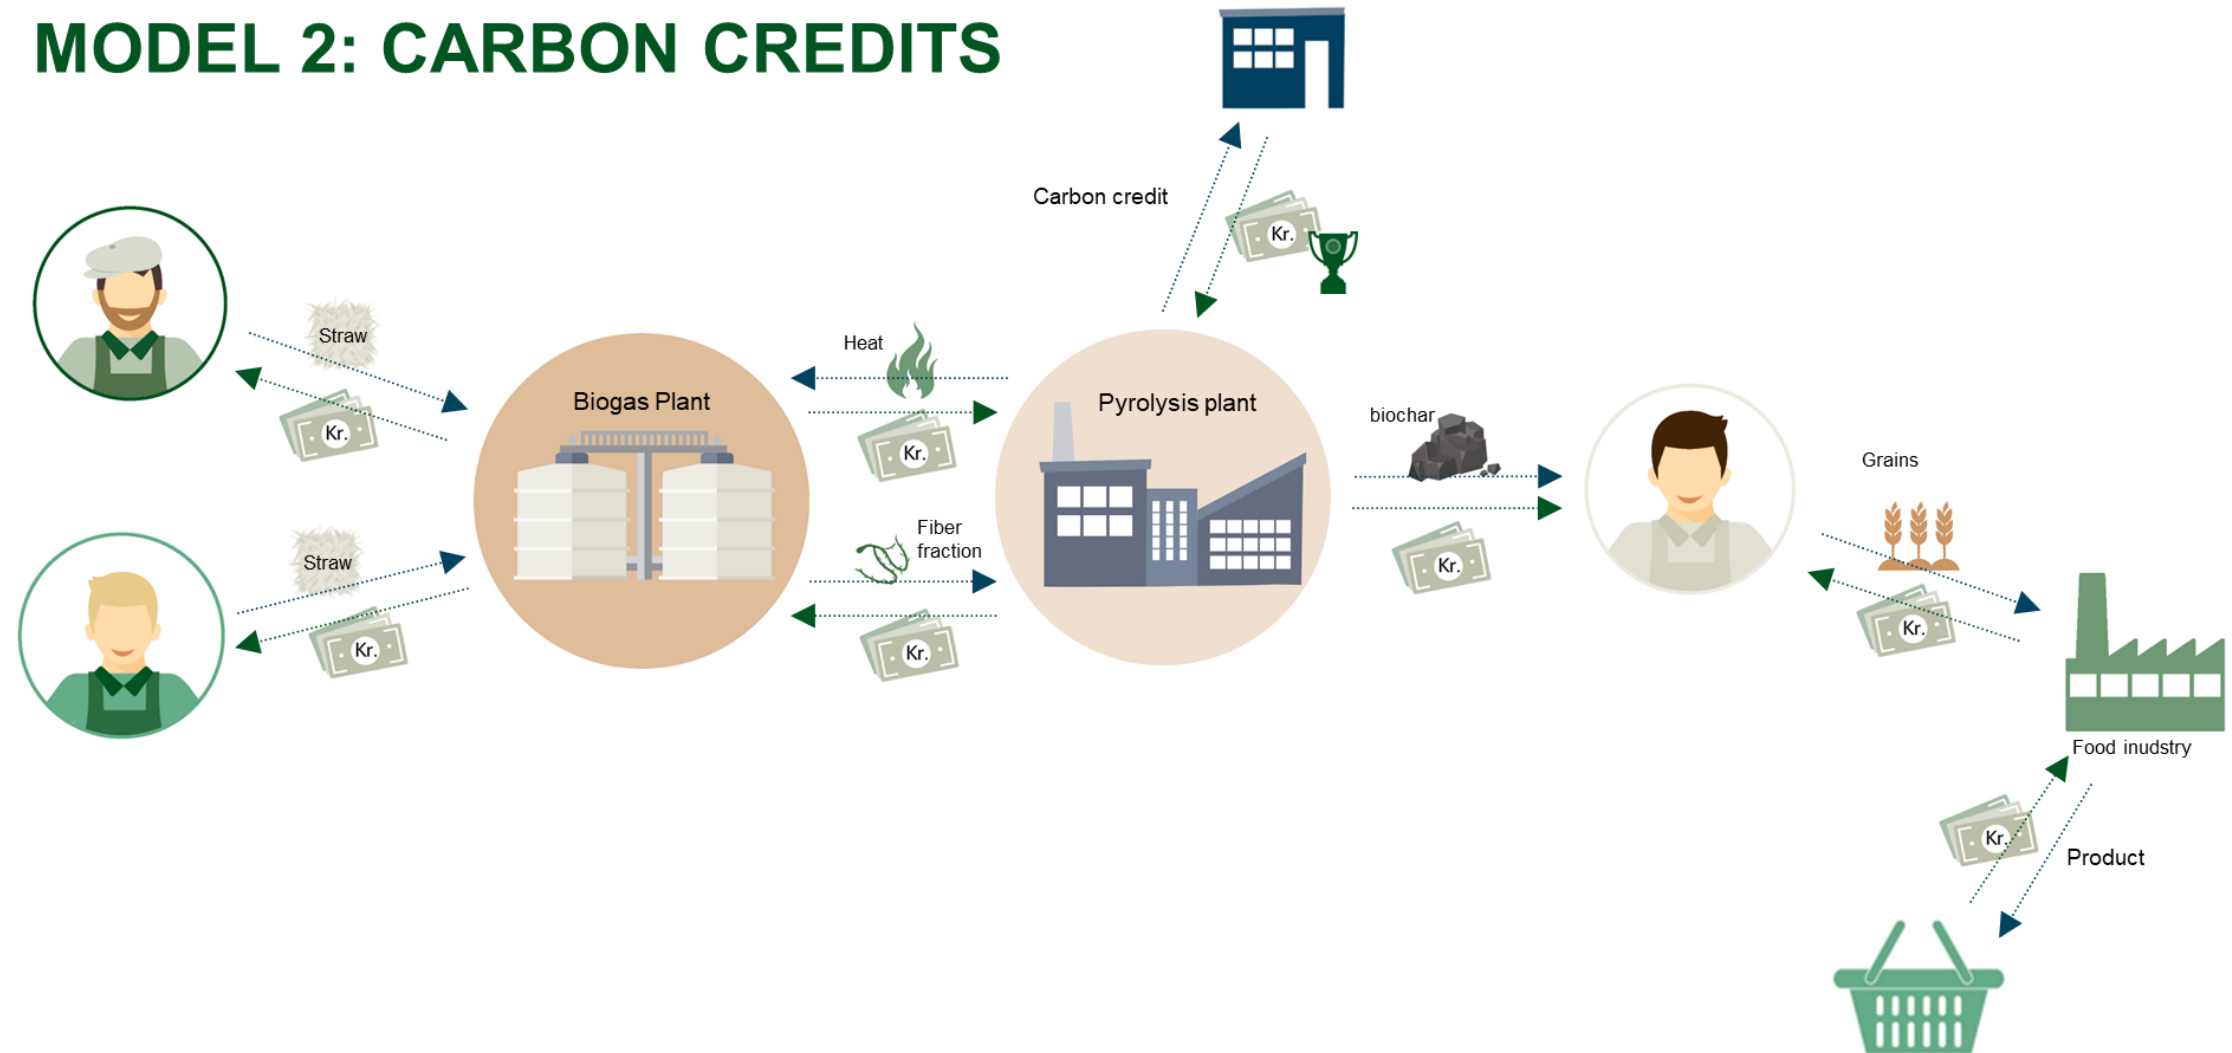 MODEL 2: CARBON CREDITS
Carbon credit
Kr.
Straw
Kr.
Heat
Kr.
Biogas Plant
Pyrolysis plant
biochar
Kr.
Grains
Kr.
Straw
Kr.
Fiber
fraction
Kr.
Food inudstry
Kr.
Product